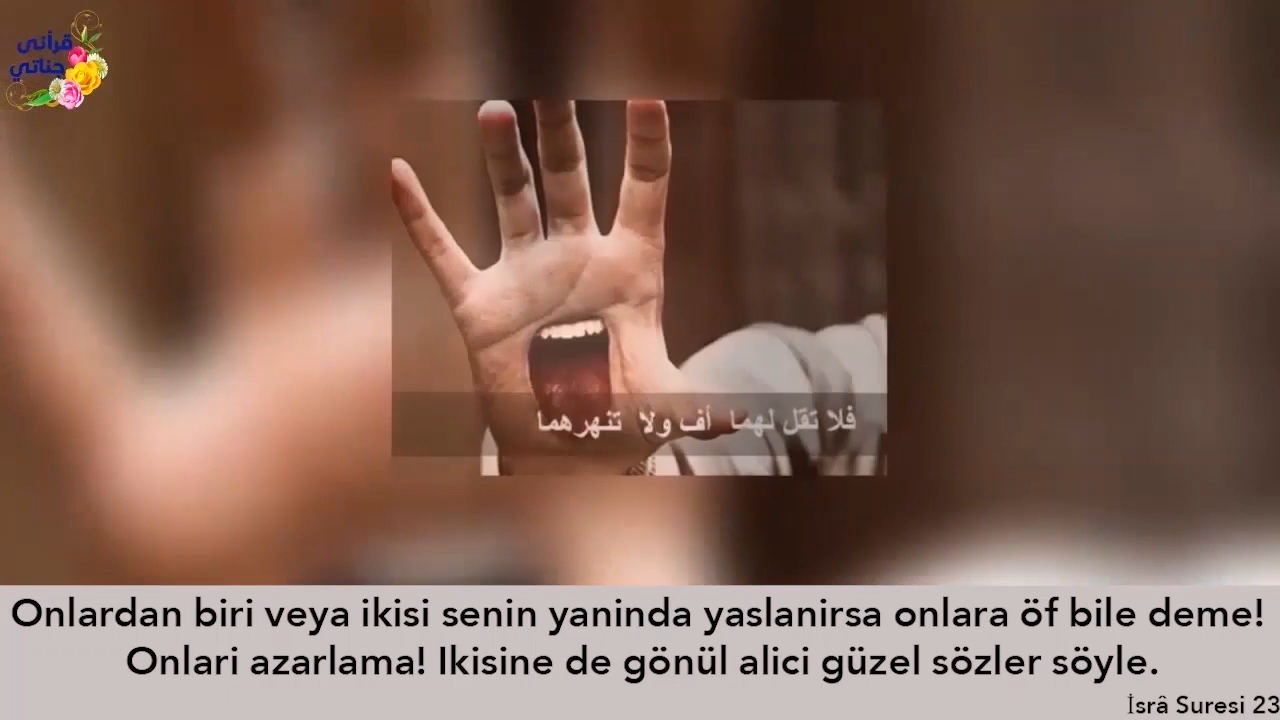 قرأنى
جناتي
فلا تقل لهما أف ولا تنهرهما
Onlardan biri veya ikisi senin yaninda yaslanirsa onlara öf bile deme!
Onlari azarlama! Ikisine de gönül alici güzel sözler söyle.
İsrâ Suresi 23